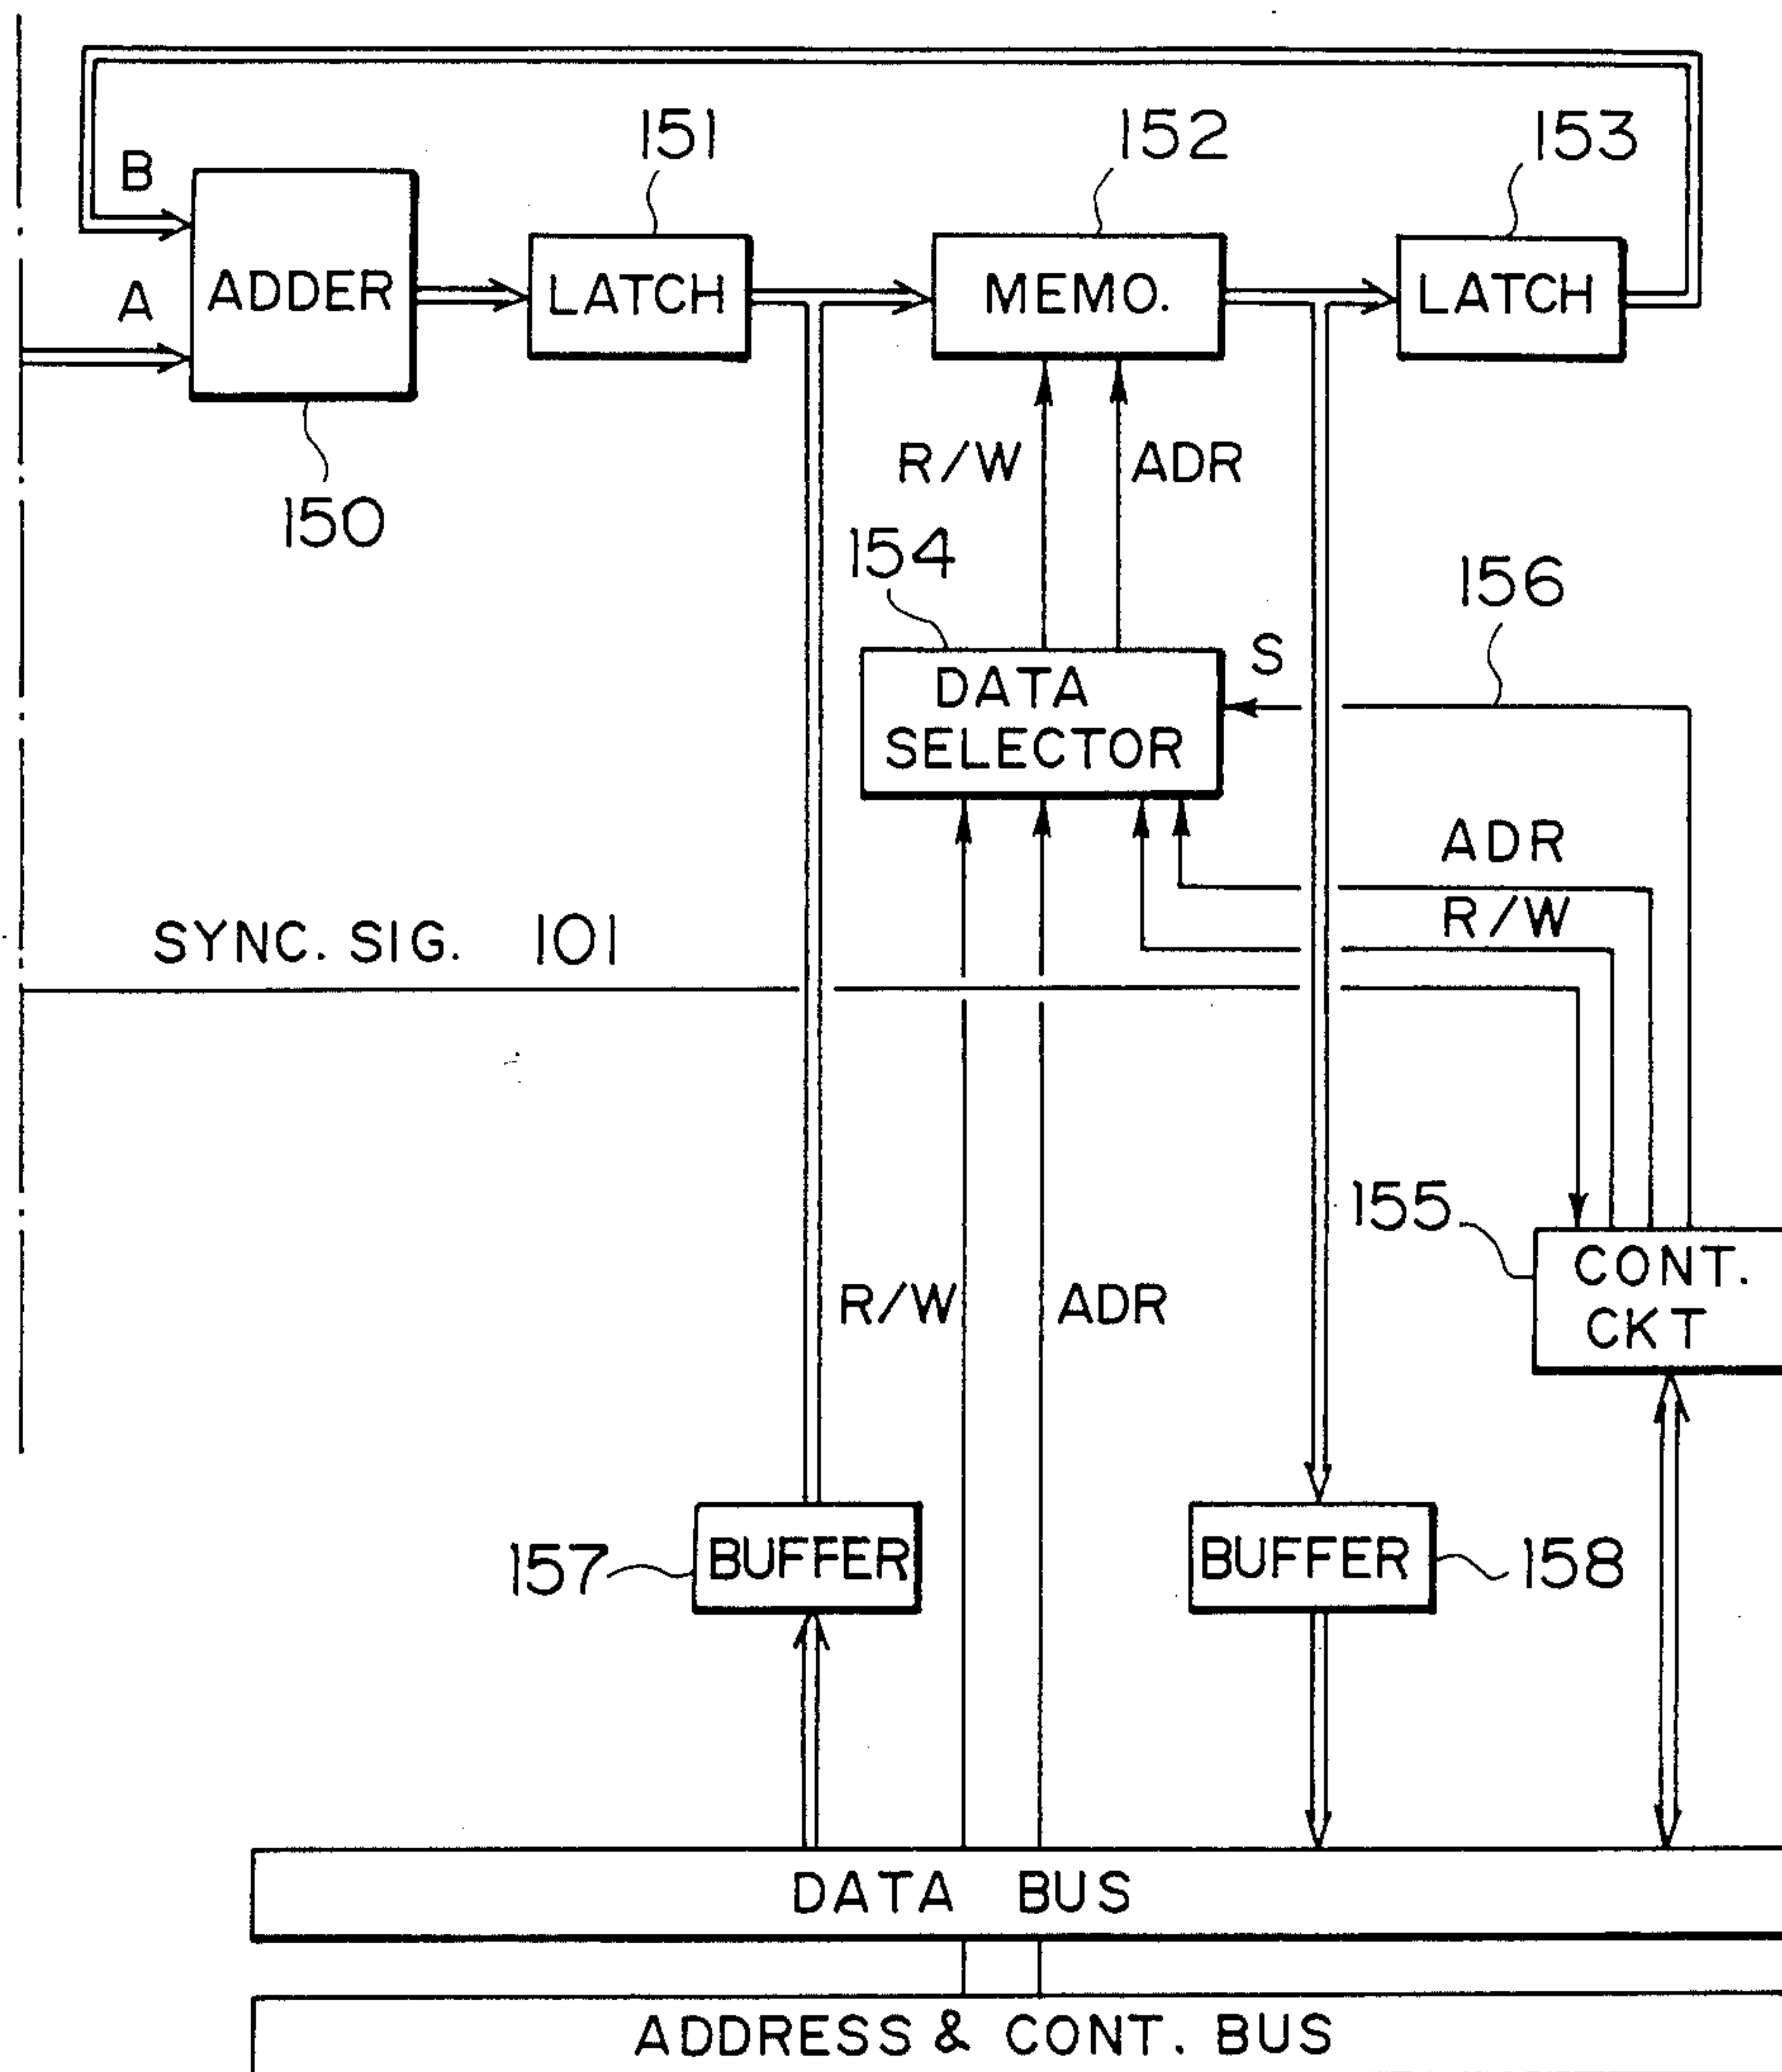 151
152
153
B
A
ADDER
LATCH
MEMO.
LATCH
R/W
ADR
150
154
156
S
DATA
SELECTOR
ADR
R/W
SYNC. SIG. 101
155
CONT.
CKT
R/W
ADR
157
BUFFER
BUFFER
158
DATA BUS
ADDRESS & CONT. BUS